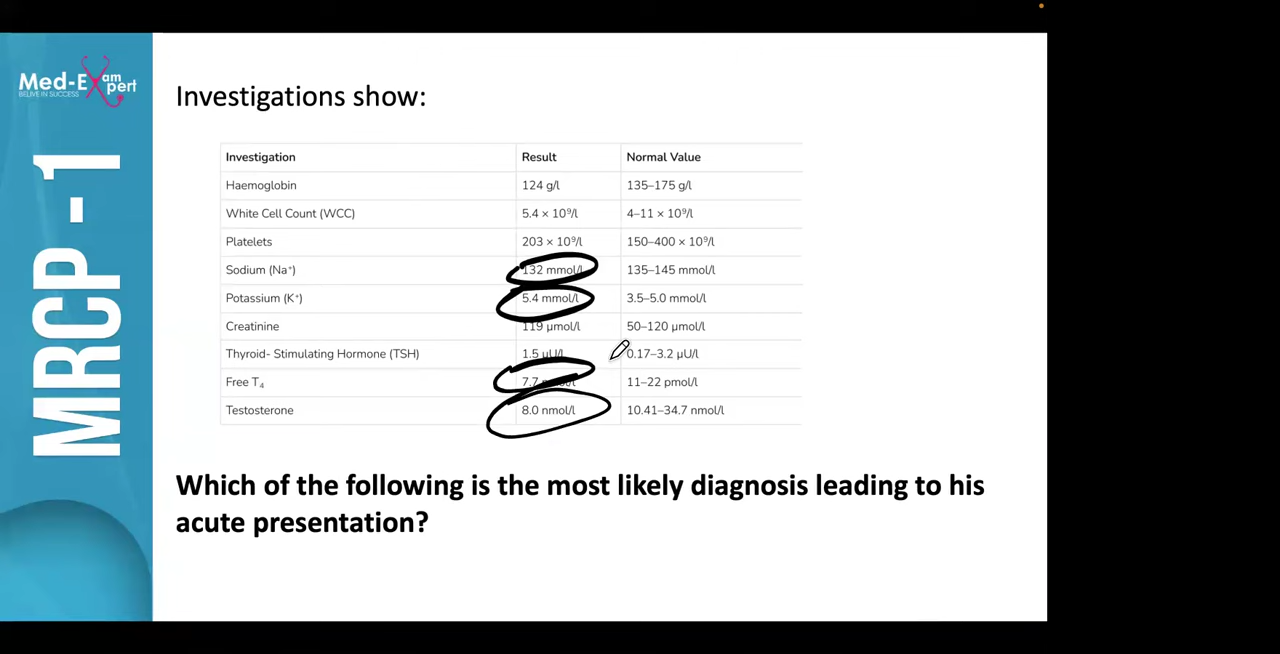 Med-Expert
BELIVE IN SUCCESS
MRCP - 1
Investigations show:
Investigation Result Normal Value
Haemoglobin 124 g/l 135–175 g/l
White Cell Count (WCC) 5.4 × 10⁹/l 4–11 × 10⁹/l
Platelets 203 × 10⁹/l 150–400 × 10⁹/l
Sodium (Na⁺) 132 mmol/l 135–145 mmol/l
Potassium (K⁺) 5.4 mmol/l 3.5–5.0 mmol/l
Creatinine 119 µmol/l 50–120 µmol/l
Thyroid- Stimulating Hormone (TSH) 1.5 µU/l 0.17–3.2 µU/l
Free T₄ 7.7 11–22 pmol/l
Testosterone 8.0 nmol/l 10.41–34.7 nmol/l
Which of the following is the most likely diagnosis leading to his
acute presentation?